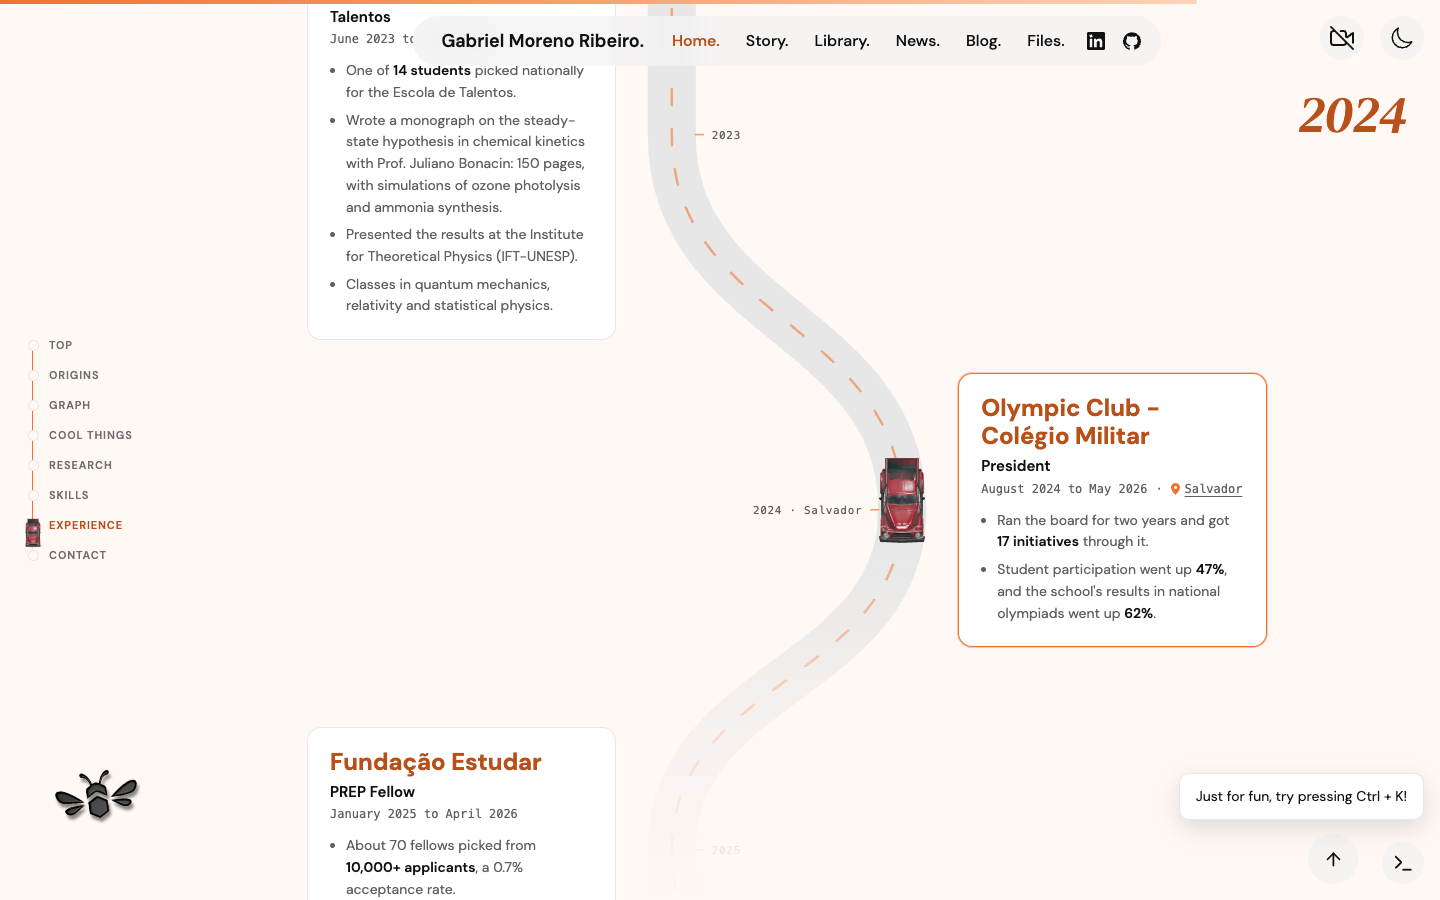 Talentos
June 2023 to
Gabriel Moreno Ribeiro.
Home.
Story.
Library.
News.
Blog.
Files.
2024
One of 14 students picked nationally
for the Escola de Talentos.
Wrote a monograph on the steady-
state hypothesis in chemical kinetics
with Prof. Juliano Bonacin: 150 pages,
with simulations of ozone photolysis
and ammonia synthesis.
Presented the results at the Institute
for Theoretical Physics (IFT-UNESP).
Classes in quantum mechanics,
relativity and statistical physics.
2023
TOP
ORIGINS
GRAPH
COOL THINGS
RESEARCH
SKILLS
EXPERIENCE
CONTACT
2024 · Salvador
Olympic Club -
Colégio Militar
President
August 2024 to May 2026 · Salvador
Ran the board for two years and got
17 initiatives through it.
Student participation went up 47%,
and the school's results in national
olympiads went up 62%.
Fundação Estudar
PREP Fellow
January 2025 to April 2026
About 70 fellows picked from
10,000+ applicants, a 0.7%
acceptance rate.
2025
Just for fun, try pressing Ctrl + K!